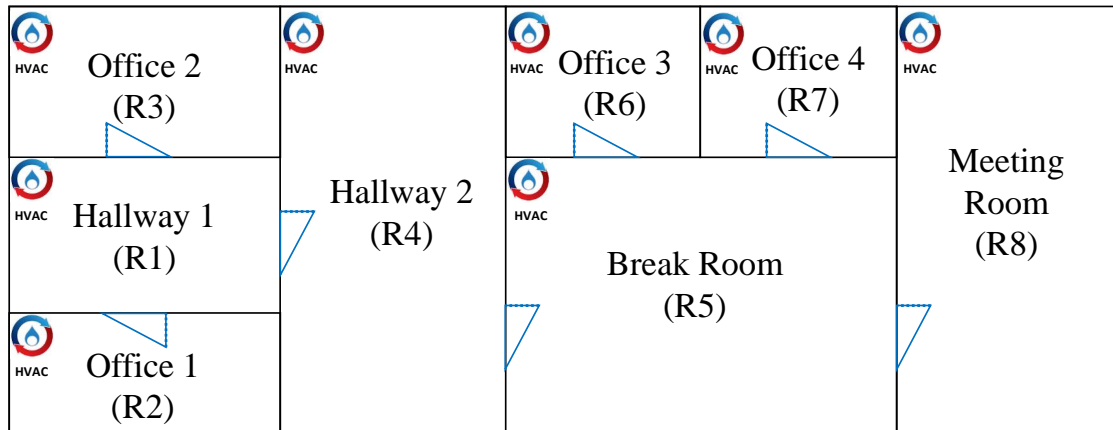 HVAC
Office 2
(R3)
HVAC
Hallway 1
(R1)
HVAC
Office 1
(R2)
HVAC
Hallway 2
(R4)
HVAC
Office 3
(R6)
HVAC
Office 4
(R7)
HVAC
Break Room
(R5)
HVAC
Meeting
Room
(R8)